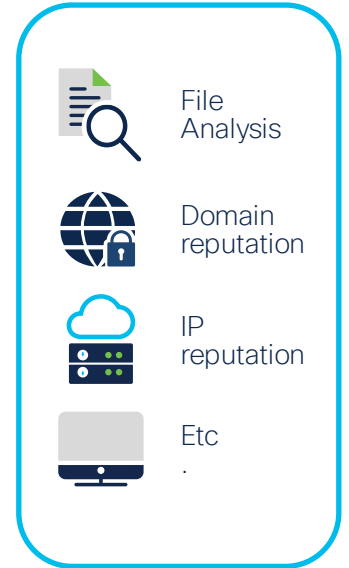 File
Analysis
Domain
reputation
IP
reputation
Etc
.